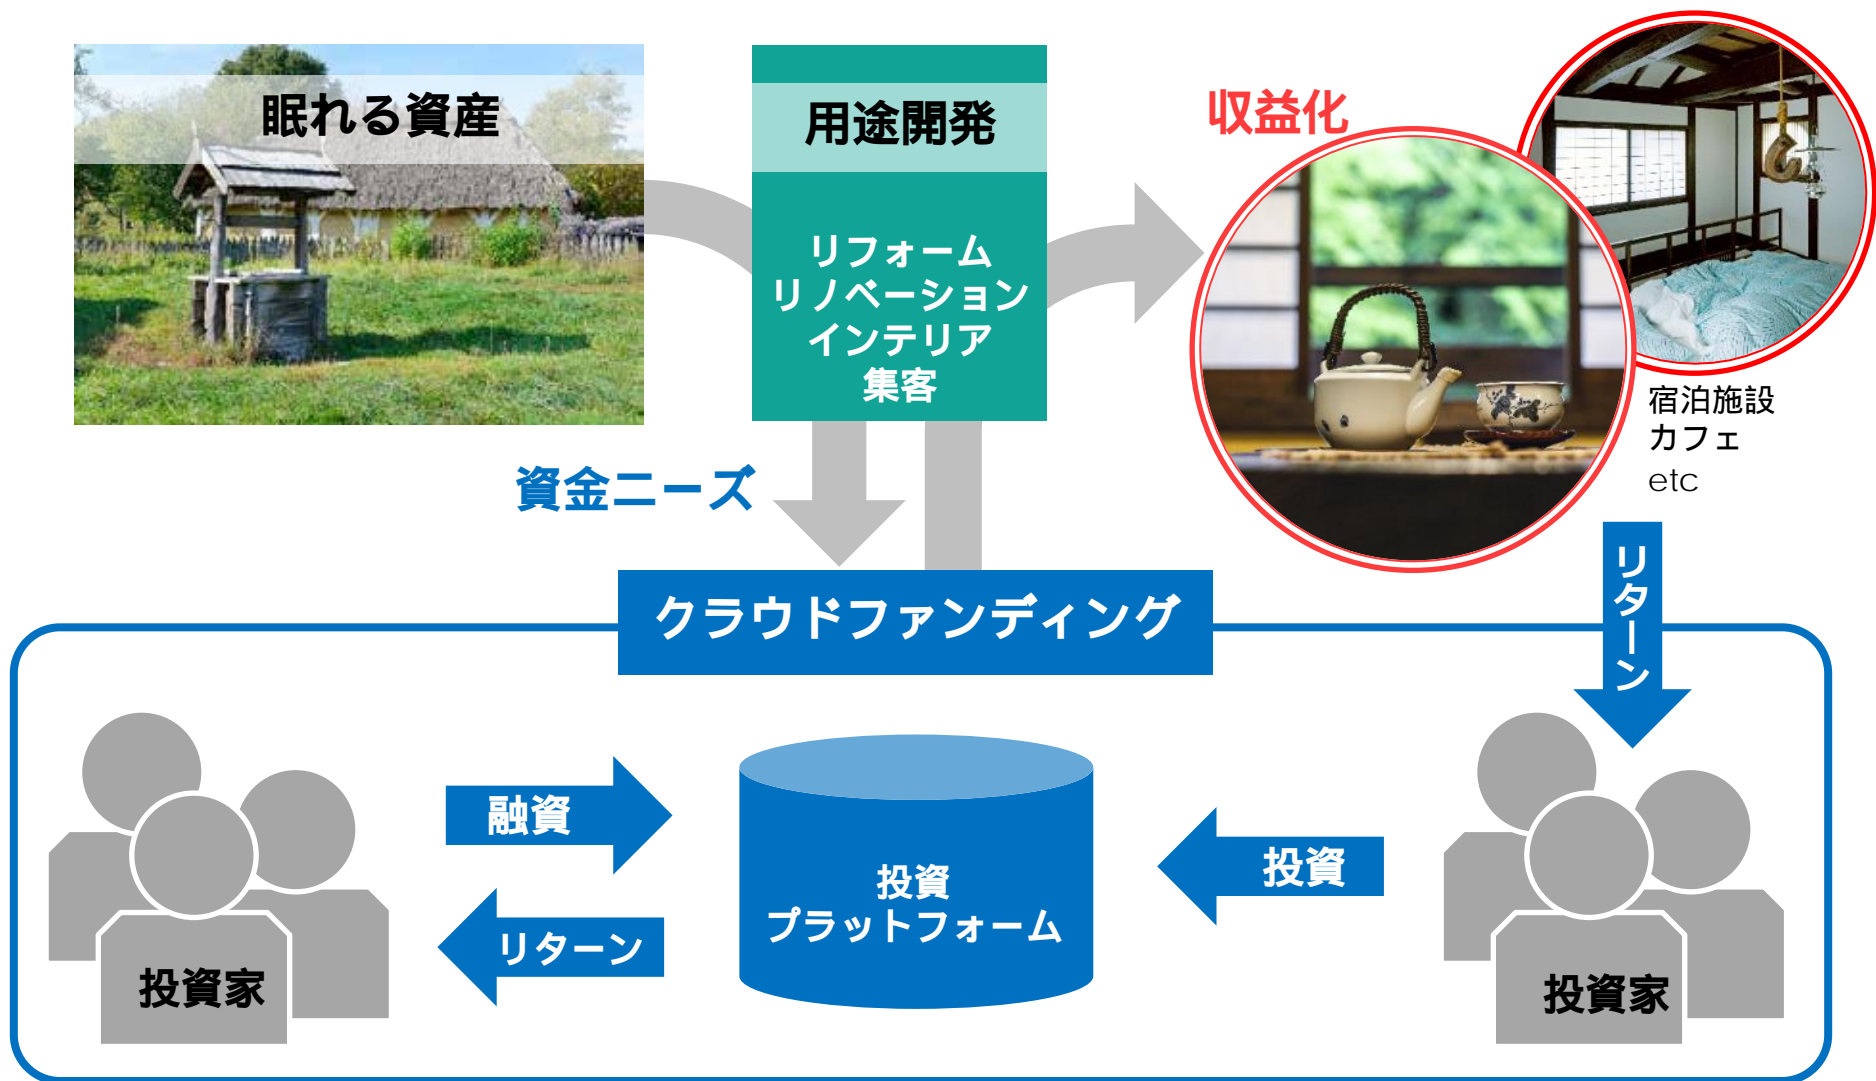 眠れる資産
用途開発
リフォーム
リノベーション
インテリア
集客
収益化
宿泊施設
カフェ
etc
資金ニーズ
クラウドファンディング
リターン
融資
リターン
投資
プラットフォーム
投資
投資家
投資家